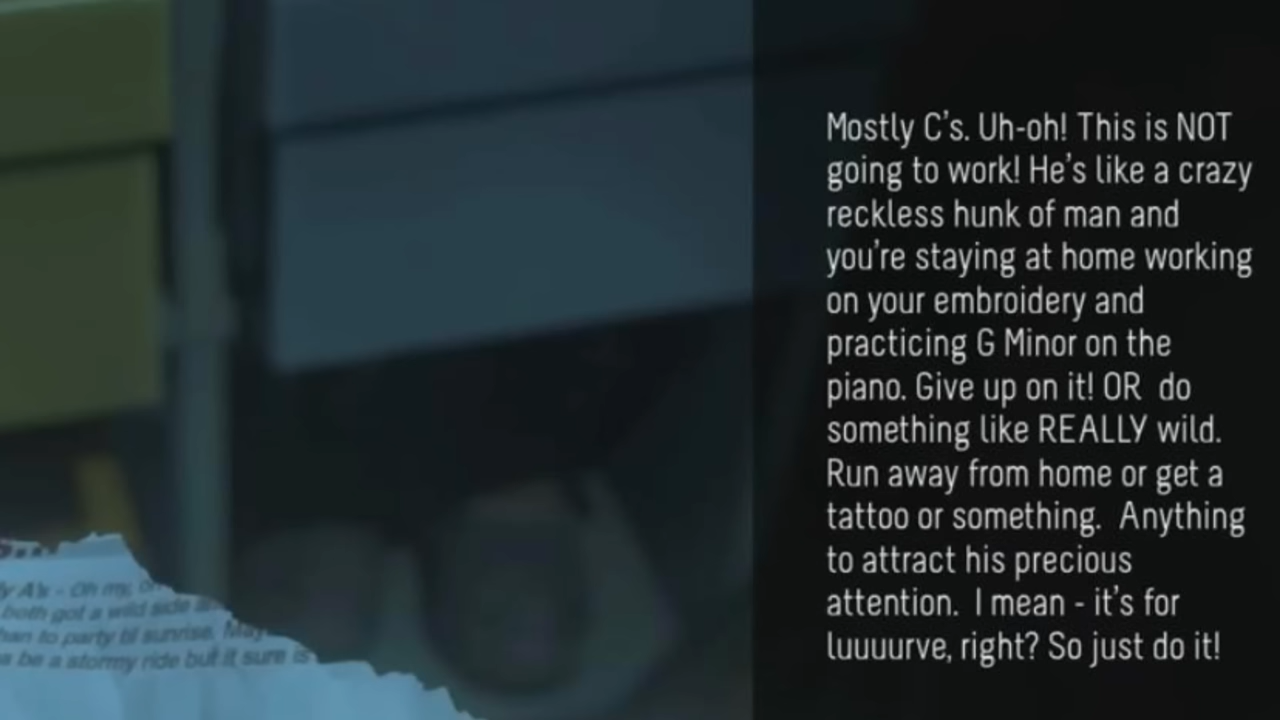 Mostly C's. Uh-oh! This is NOT
going to work! He's like a crazy
reckless hunk of man and
you're staying at home working
on your embroidery and
practicing G Minor on the
piano. Give up on it! OR do
something like REALLY wild.
Run away from home or get a
tattoo or something. Anything
to attract his precious
attention. I mean - it's for
luuuurve, right? So just do it!
A's - Oh my,
both got a wild side
to party til sunrise. May
be a stormy ride but it sure is